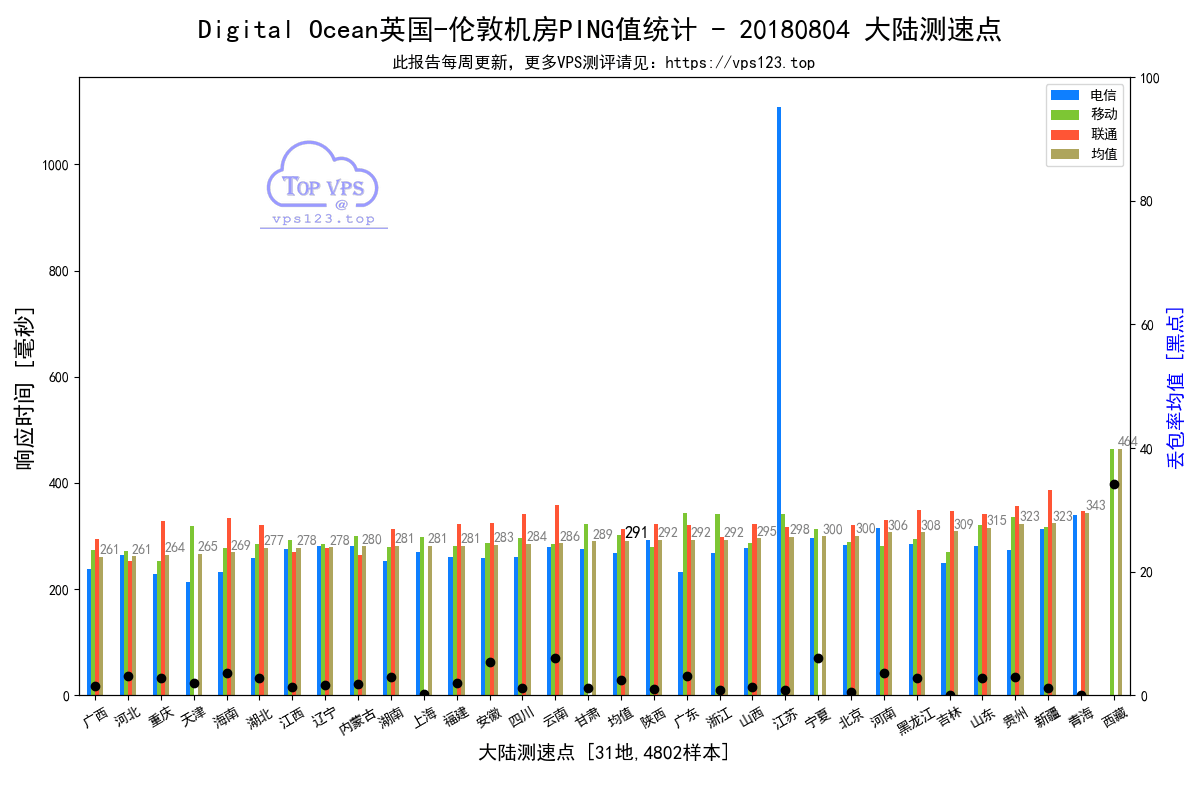 Digital Ocean英国-伦敦机房PING值统计 - 20180804 大陆测速点
此报告每周更新, 更多VPS测评请见: https://vps123.top
电信
移动
联通
均值
TOP VPS
@
vps123.top
响应时间 [毫秒]
丢包率均值 [黑点]
1000
800
600
400
200
0
100
80
60
40
20
0
261 261 264 265 269 277 278 278 280 281 281 281 283 284 286 289 291 292 292 292 295 298 300 300 306 308 309 315 323 323 343 464
广西 河北 重庆 天津 海南 湖北 江西 辽宁 内蒙古 湖南 上海 福建 安徽 四川 云南 甘肃 均值 陕西 广东 浙江 山西 江苏 宁夏 北京 河南 黑龙江 吉林 山东 贵州 新疆 青海 西藏
大陆测速点 [31地,4802样本]